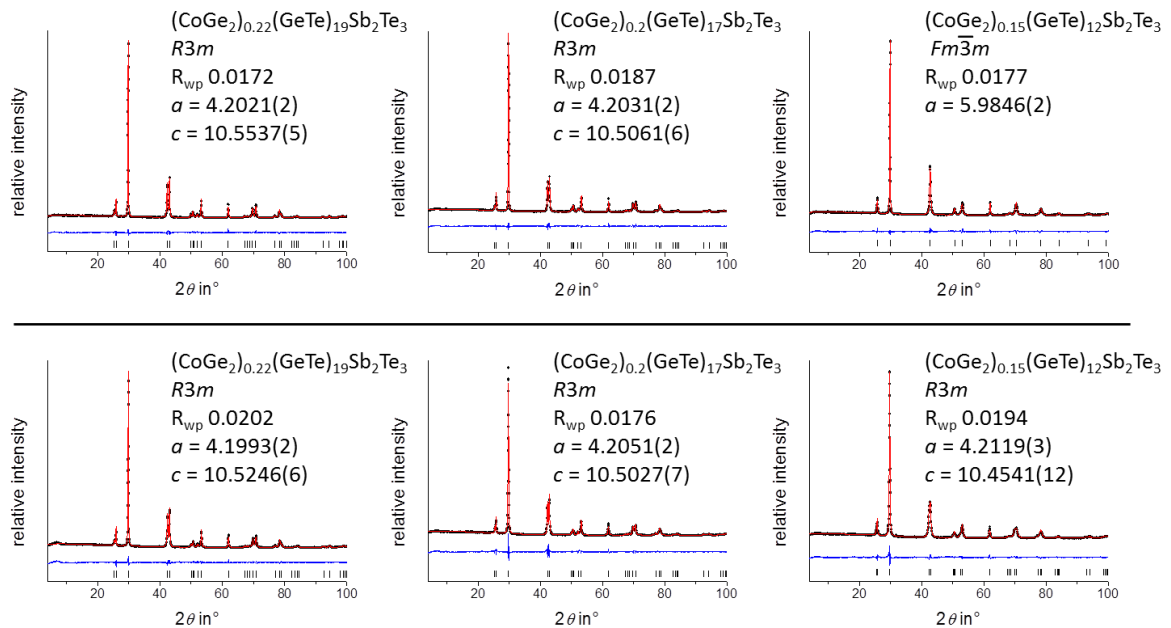 (CoGe₂)₀.₂₂(GeTe)₁₉Sb₂Te₃
R3m
Rwp 0.0172
a = 4.2021(2)
c = 10.5537(5)
relative intensity
20 40 60 80 100
2θ in°
(CoGe₂)₀.₂(GeTe)₁₇Sb₂Te₃
R3m
Rwp 0.0187
a = 4.2031(2)
c = 10.5061(6)
relative intensity
20 40 60 80 100
2θ in°
(CoGe₂)₀.₁₅(GeTe)₁₂Sb₂Te₃
Fm3̅m
Rwp 0.0177
a = 5.9846(2)
relative intensity
20 40 60 80 100
2θ in°
(CoGe₂)₀.₂₂(GeTe)₁₉Sb₂Te₃
R3m
Rwp 0.0202
a = 4.1993(2)
c = 10.5246(6)
relative intensity
20 40 60 80 100
2θ in°
(CoGe₂)₀.₂(GeTe)₁₇Sb₂Te₃
R3m
Rwp 0.0176
a = 4.2051(2)
c = 10.5027(7)
relative intensity
20 40 60 80 100
2θ in°
(CoGe₂)₀.₁₅(GeTe)₁₂Sb₂Te₃
R3m
Rwp 0.0194
a = 4.2119(3)
c = 10.4541(12)
relative intensity
20 40 60 80 100
2θ in°